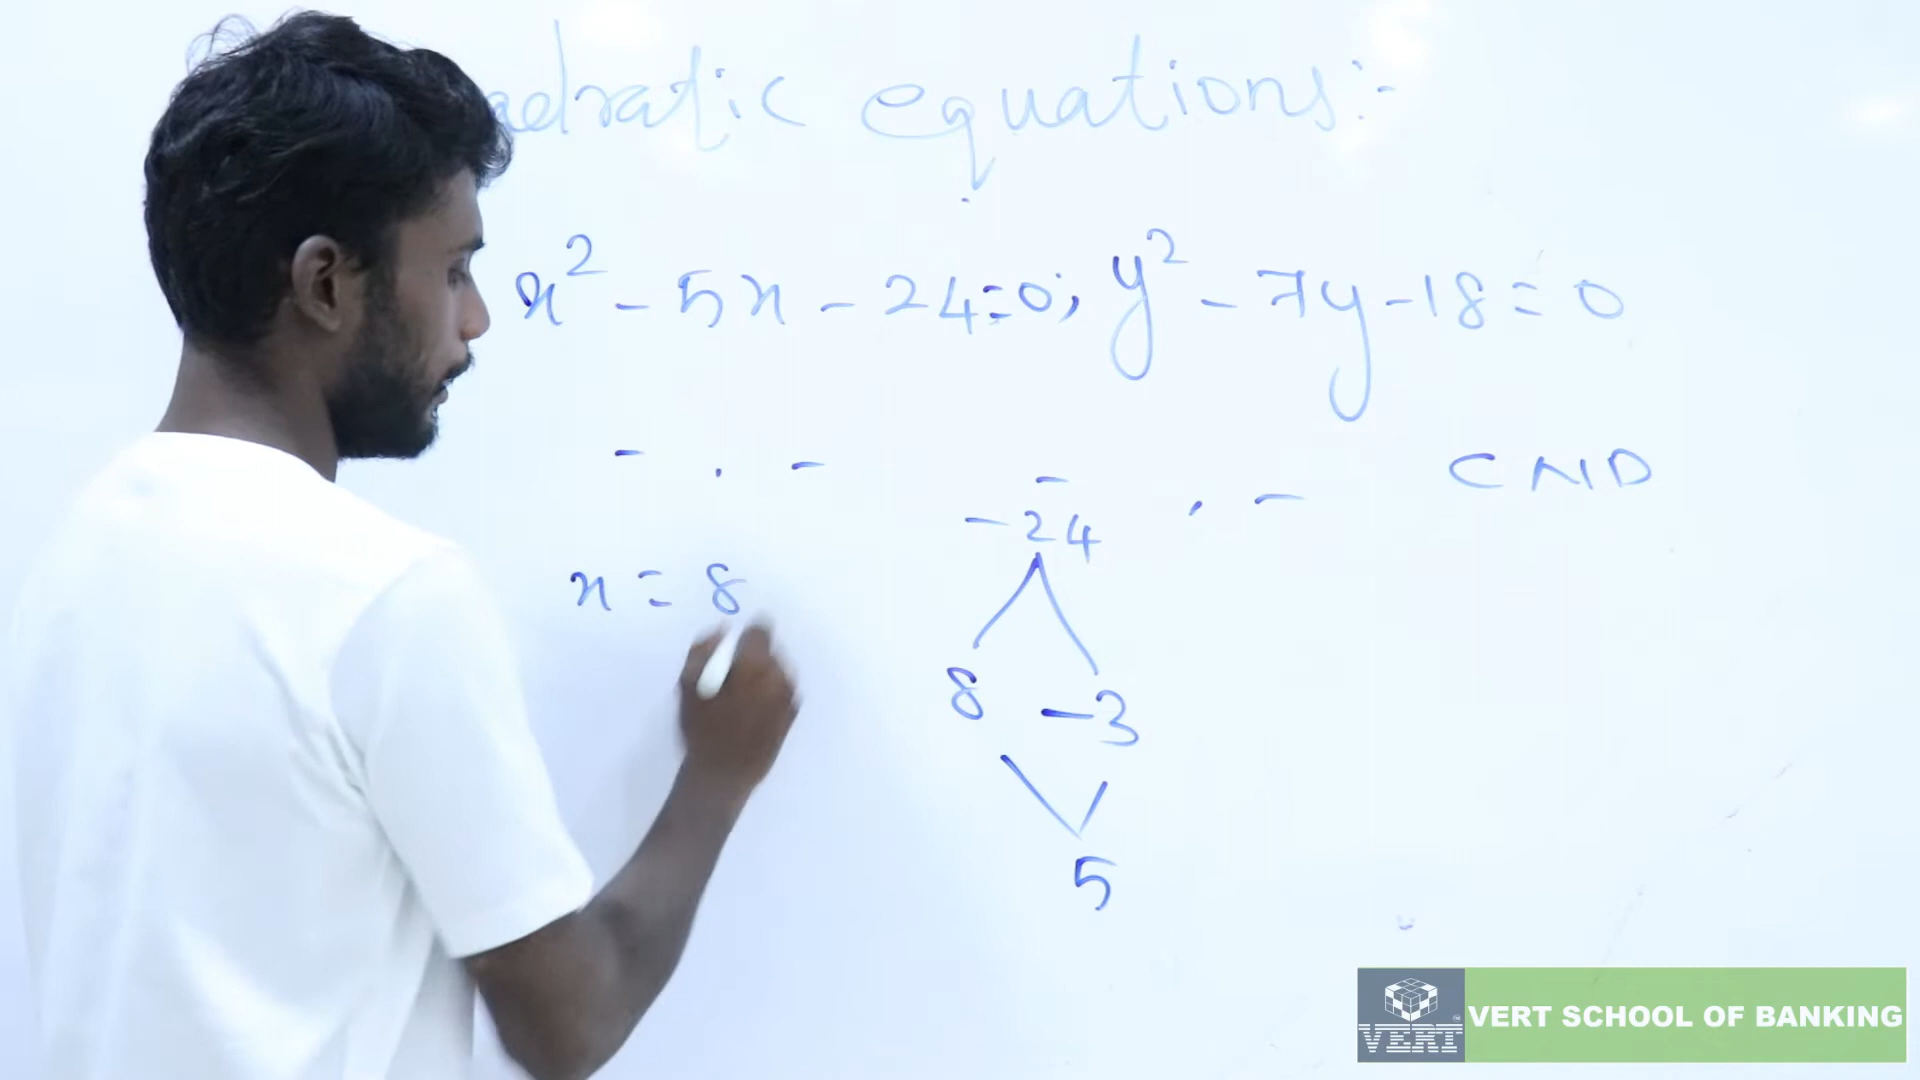 adratic equations:-
x² - 5x - 24=0; y² - 7y - 18 = 0
- . - - . - CND
-24
x = 8
8 -3
5
VERT SCHOOL OF BANKING
VERT